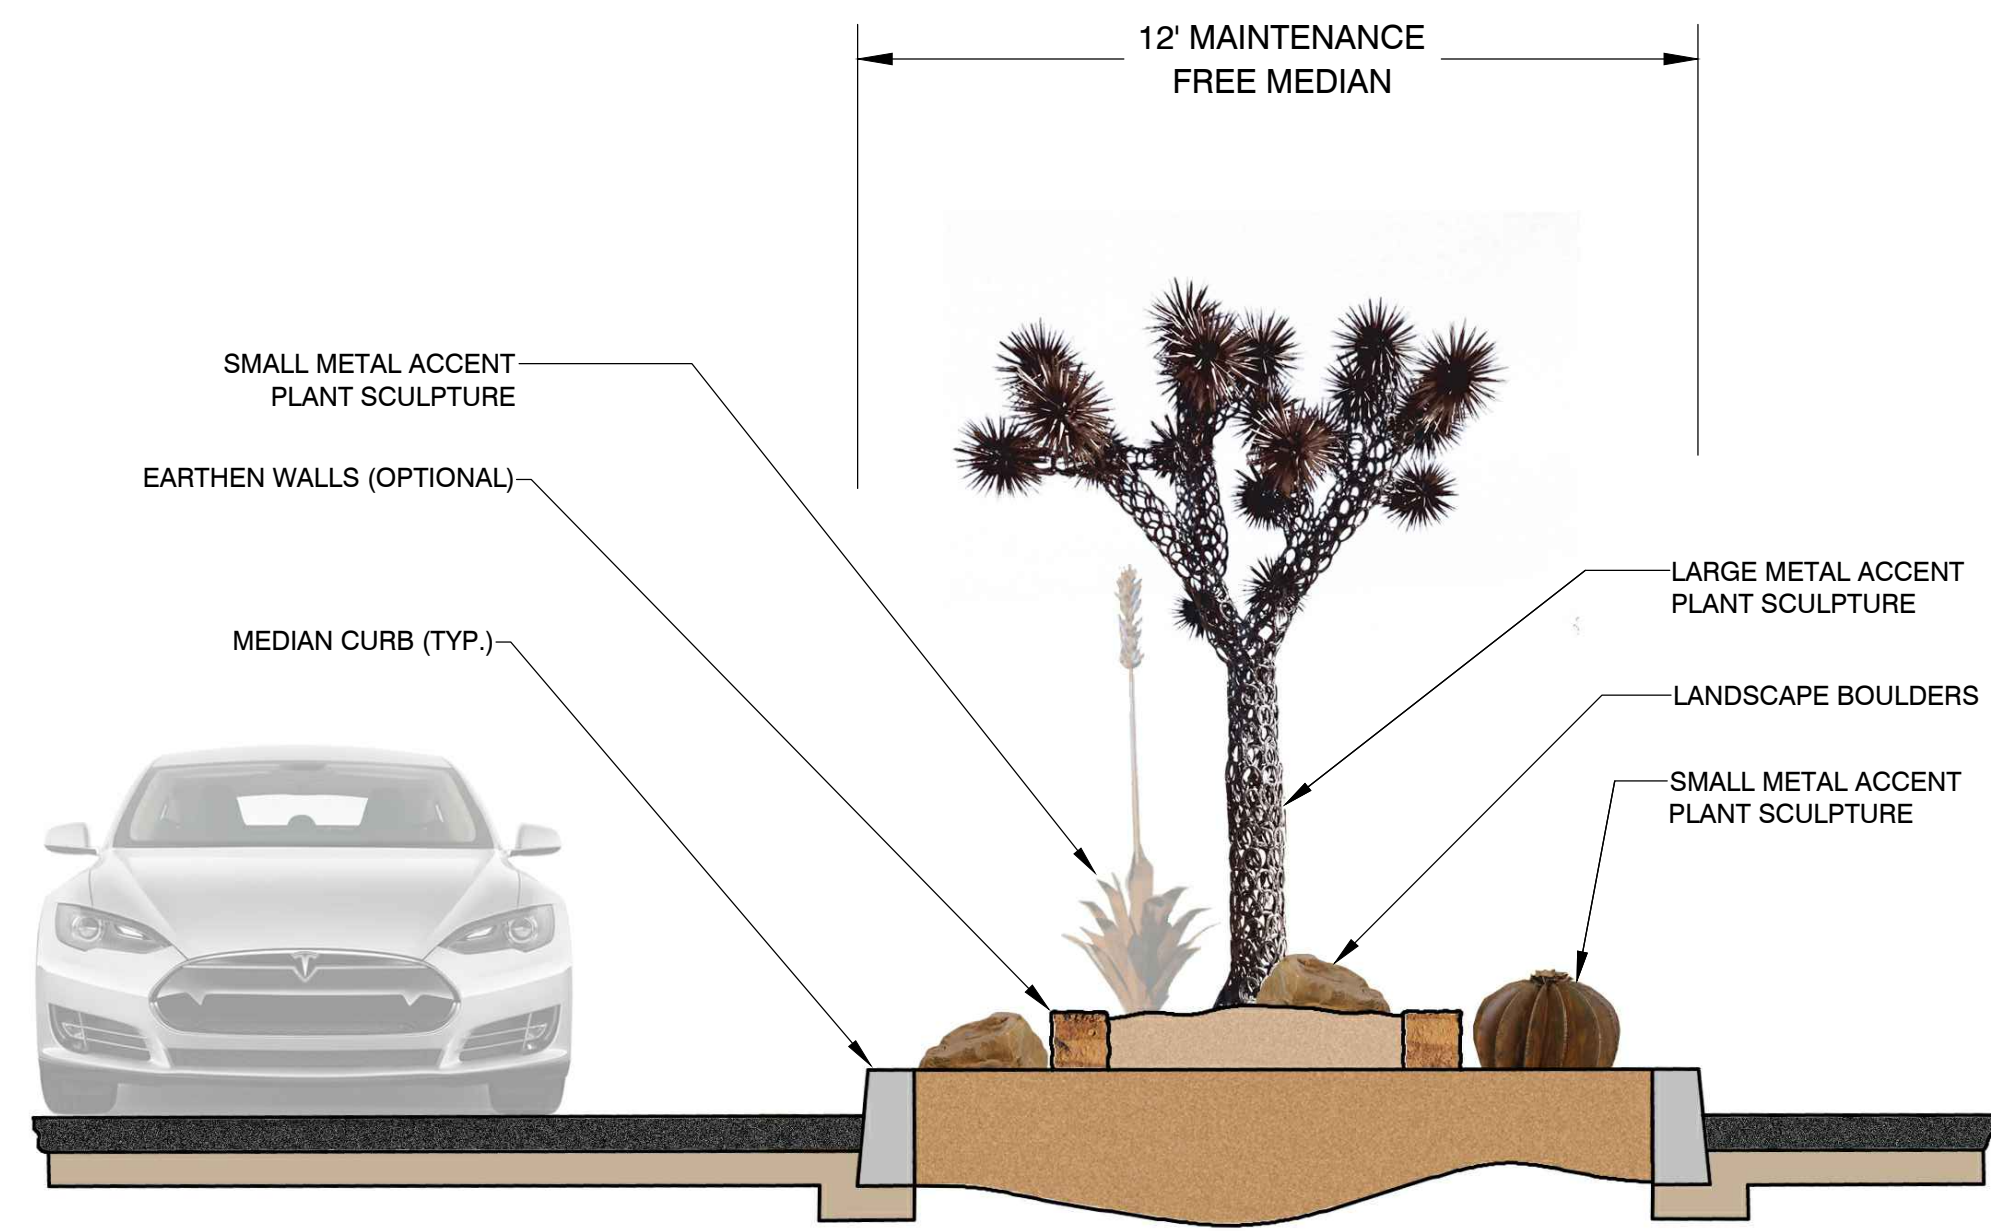 12' MAINTENANCE
FREE MEDIAN
SMALL METAL ACCENT
PLANT SCULPTURE
EARTHEN WALLS (OPTIONAL)
MEDIAN CURB (TYP.)
LARGE METAL ACCENT
PLANT SCULPTURE
LANDSCAPE BOULDERS
SMALL METAL ACCENT
PLANT SCULPTURE